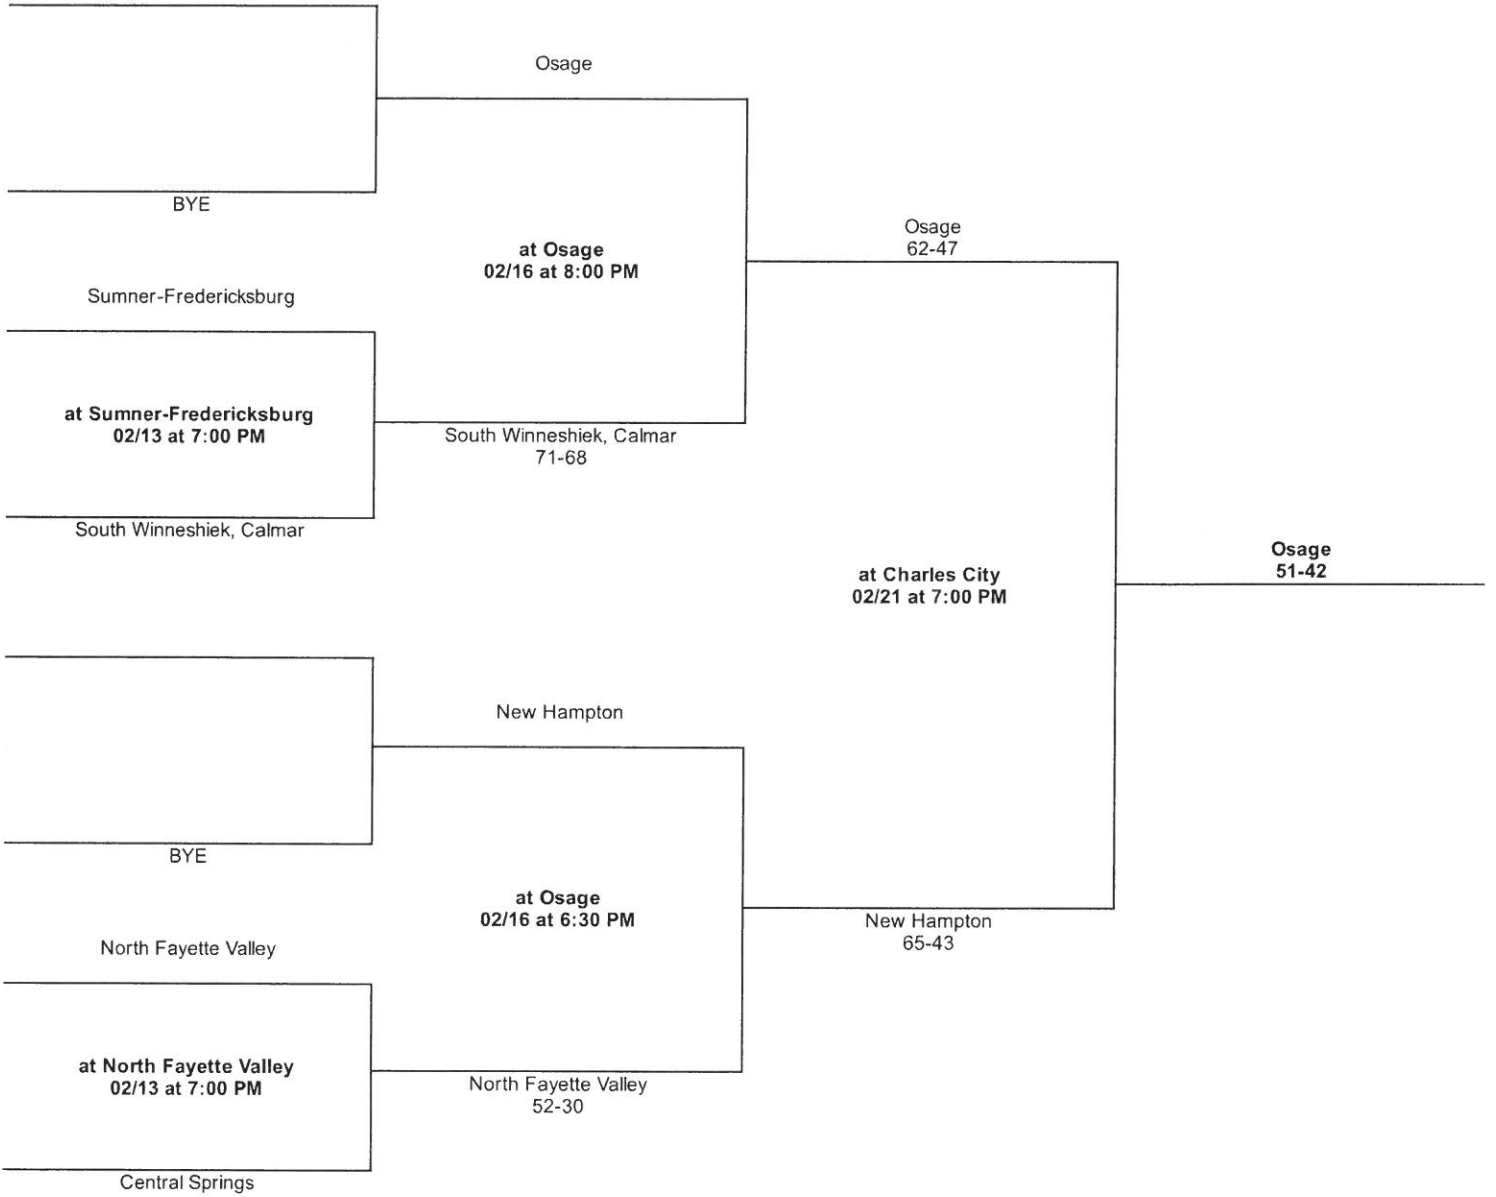 Osage
BYE
at Osage
02/16 at 8:00 PM
Osage
62-47
Sumner-Fredericksburg
at Sumner-Fredericksburg
02/13 at 7:00 PM
South Winneshiek, Calmar
71-68
South Winneshiek, Calmar
at Charles City
02/21 at 7:00 PM
Osage
51-42
New Hampton
BYE
at Osage
02/16 at 6:30 PM
New Hampton
65-43
North Fayette Valley
at North Fayette Valley
02/13 at 7:00 PM
North Fayette Valley
52-30
Central Springs